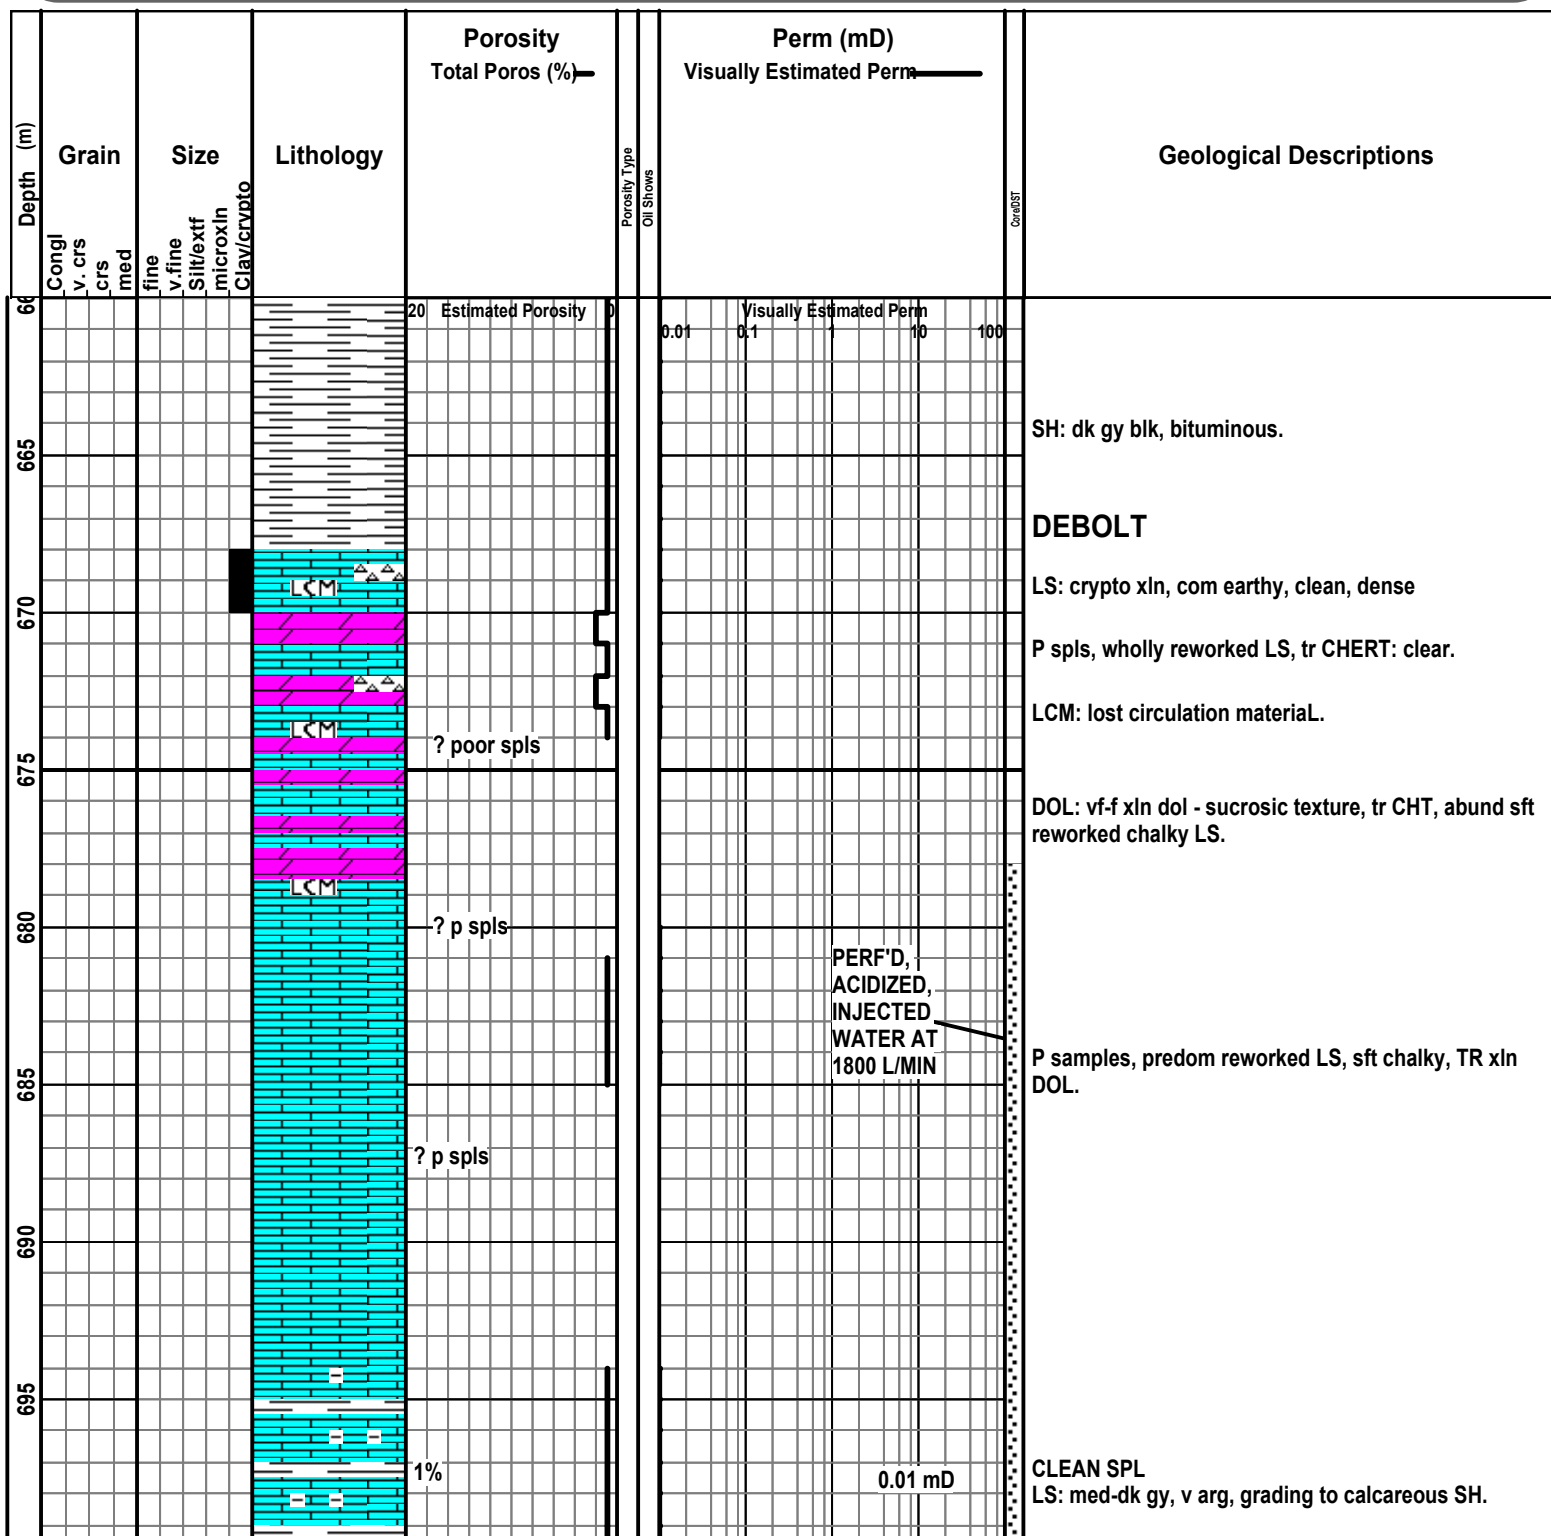 Porosity
Total Poros (%)
Perm (mD)
Visually Estimated Perm
Depth (m)
Grain
Size
Lithology
Porosity Type
Oil Shows
Core/DST
Geological Descriptions
Congl
v. crs
crs
med
fine
v.fine
Silt/extf
microxln
Clay/crypto
20 Estimated Porosity 0
Visually Estimated Perm
0.01 0.1 1 10 100
SH: dk gy blk, bituminous.
665
DEBOLT
LS: crypto xln, com earthy, clean, dense
LCM
670
P spls, wholly reworked LS, tr CHERT: clear.
LCM: lost circulation materiaL.
LCM
? poor spls
675
DOL: vf-f xln dol - sucrosic texture, tr CHT, abund sft
reworked chalky LS.
LCM
680
? p spls
PERF'D,
ACIDIZED,
INJECTED
WATER AT
1800 L/MIN
685
P samples, predom reworked LS, sft chalky, TR xln
DOL.
? p spls
690
695
1%
0.01 mD
CLEAN SPL
LS: med-dk gy, v arg, grading to calcareous SH.